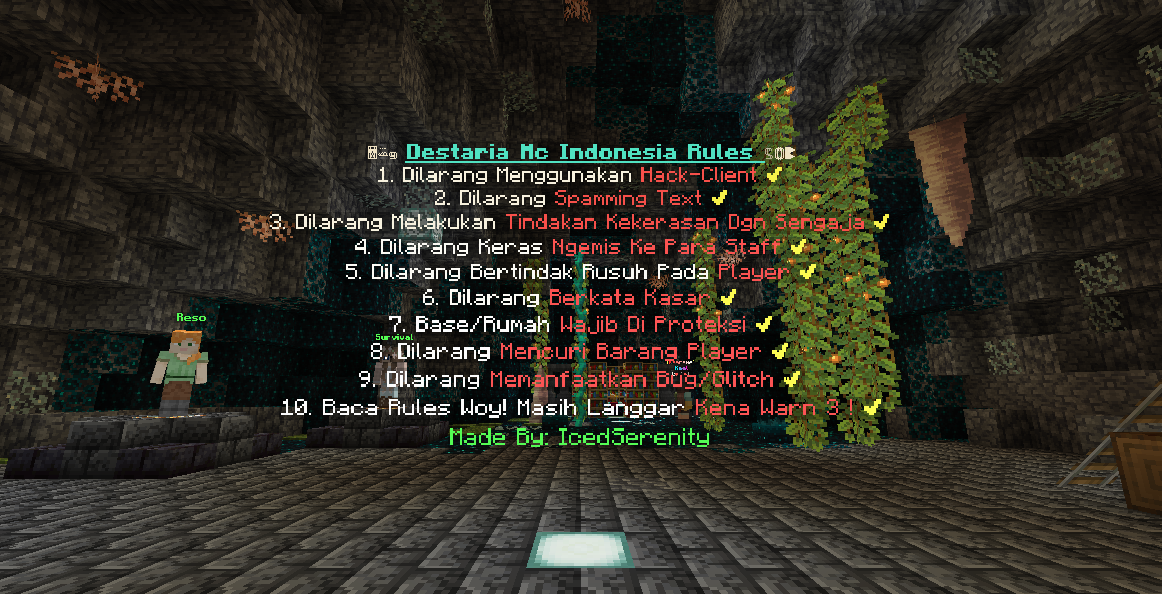 Destaria Mc Indonesia Rules
1. Dilarang Menggunakan Hack-Client ✔
2. Dilarang Spamming Text ✔
3. Dilarang Melakukan Tindakan Kekerasan Dgn Sengaja ✔
4. Dilarang Keras Ngemis Ke Para Staff ✔
5. Dilarang Bertindak Rusuh Pada Player ✔
6. Dilarang Berkata Kasar ✔
Reso
7. Base/Rumah Wajib Di Proteksi ✔
Survival
8. Dilarang Mencuri Barang Player ✔
9. Dilarang Memanfaatkan Bug/Glitch ✔
10. Baca Rules Woy! Masih Langgar Kena Warn 3 ! ✔
Made By: IcedSerenity